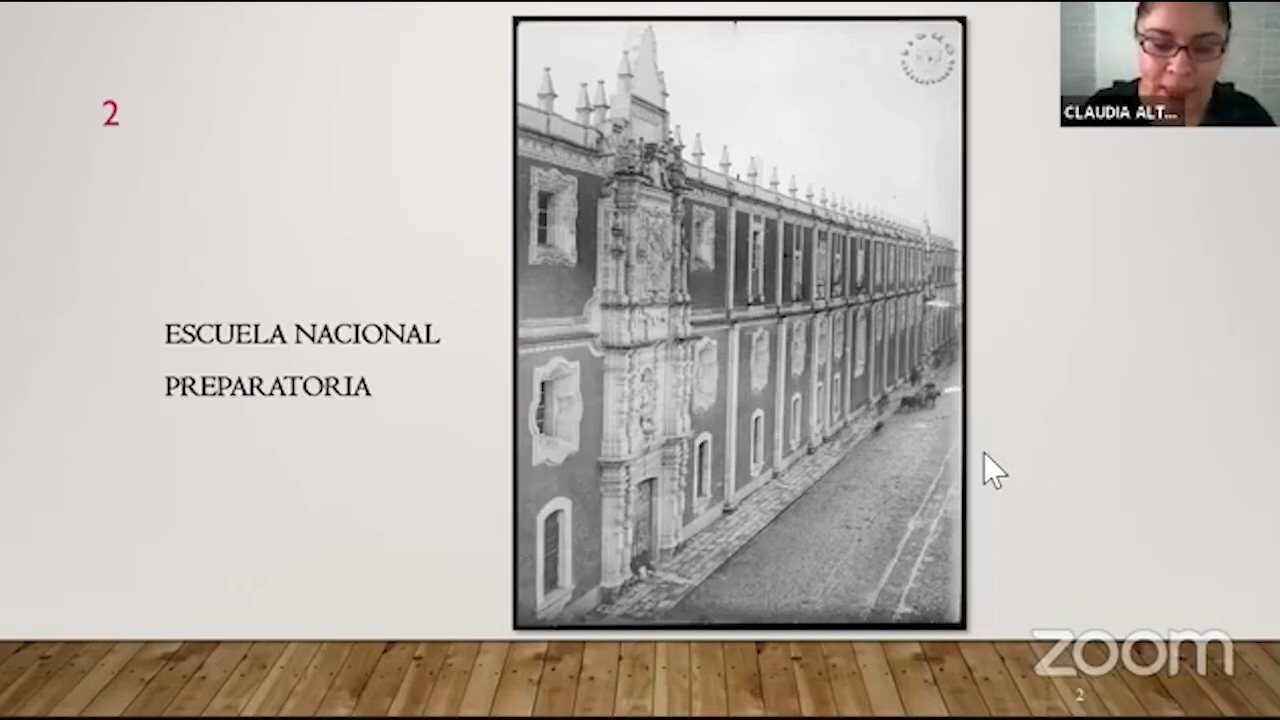 2
CLAUDIA ALT...
ESCUELA NACIONAL
PREPARATORIA
zoom
2